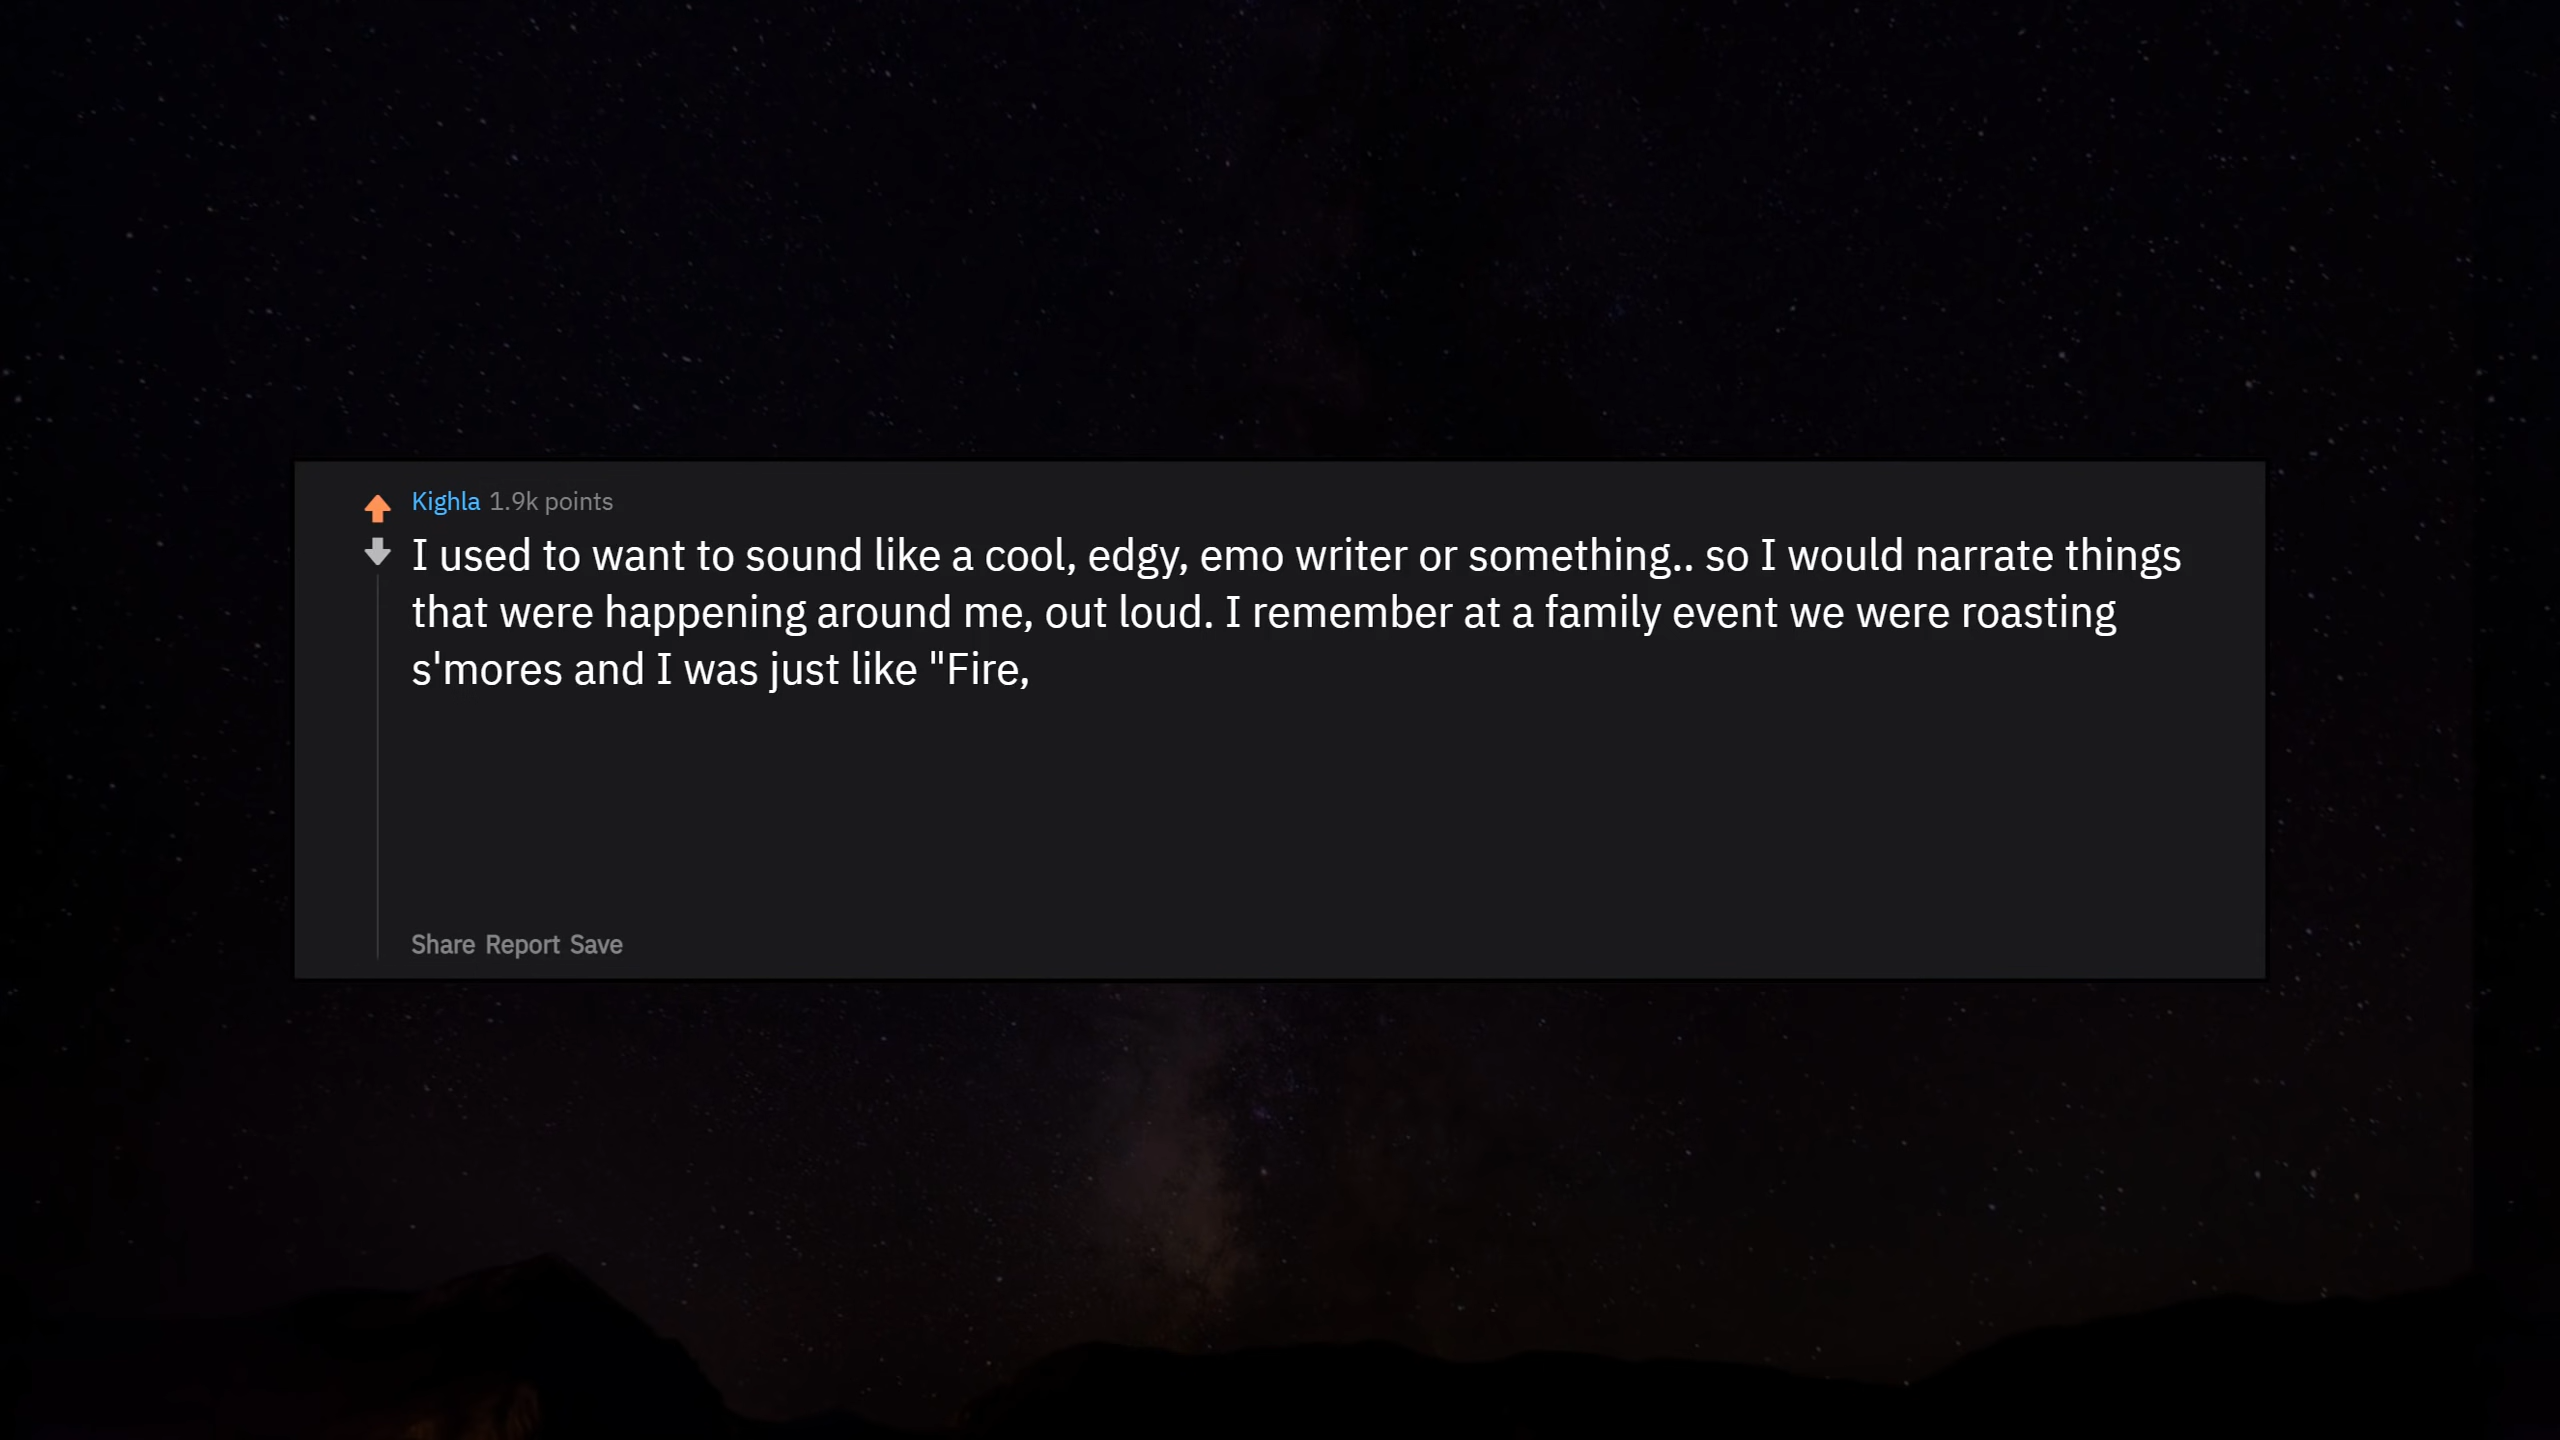 Kighla 1.9k points
I used to want to sound like a cool, edgy, emo writer or something.. so I would narrate things
that were happening around me, out loud. I remember at a family event we were roasting
s'mores and I was just like "Fire,
Share Report Save